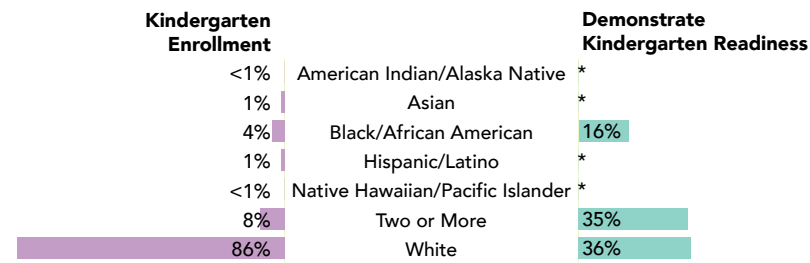 Kindergarten
Enrollment
Demonstrate
Kindergarten Readiness
<1% American Indian/Alaska Native *
1% Asian *
4% Black/African American 16%
1% Hispanic/Latino *
<1% Native Hawaiian/Pacific Islander *
8% Two or More 35%
86% White 36%